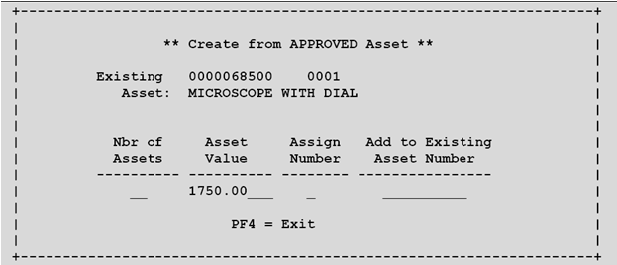 ** Create from APPROVED Asset **
Existing 0000068500 0001
Asset: MICROSCOPE WITH DIAL
Nbr of Asset Assign Add to Existing
Assets Value Number Asset Number
--------- ---------- -------- ----------------
__ 1750.00___ _ __________
PF4 = Exit